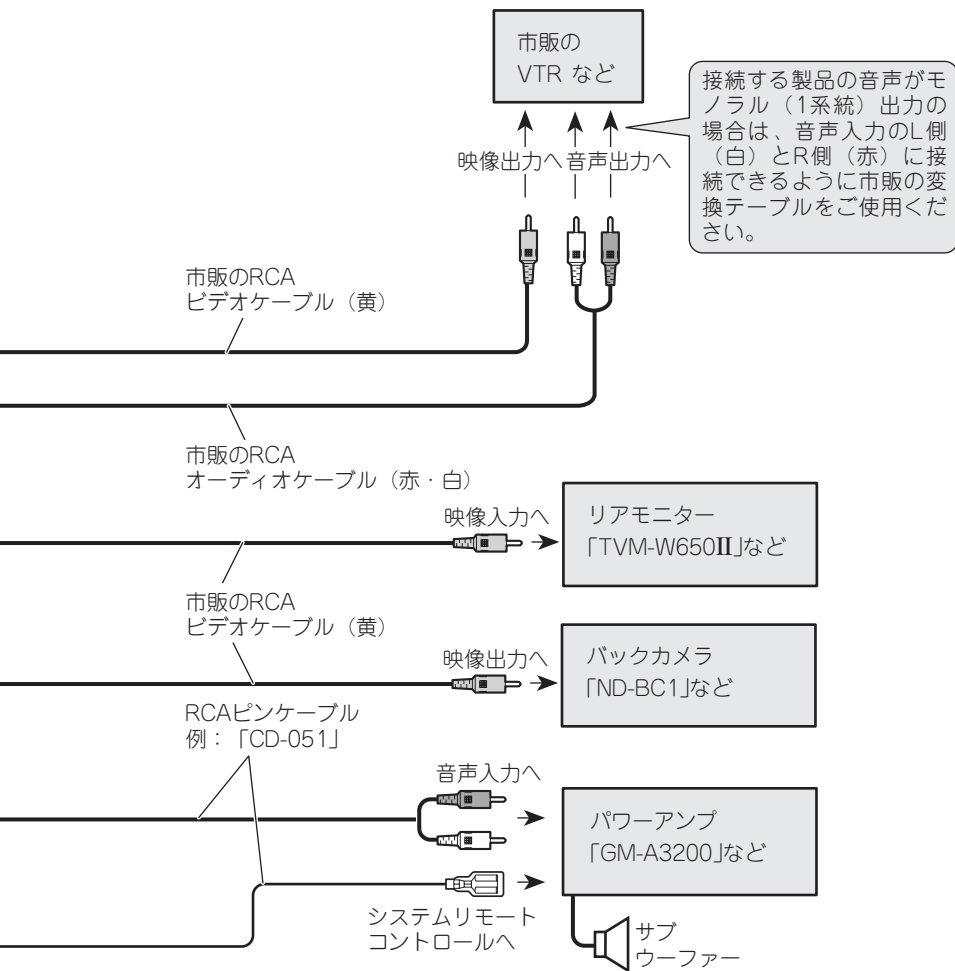 市販の
VTR など
接続する製品の音声がモ
ノラル（1系統）出力の
場合は、音声入力のL側
（白）とR側（赤）に接
続できるように市販の変
換テーブルをご使用くだ
さい。
映像出力へ 音声出力へ
市販のRCA
ビデオケーブル（黄）
市販のRCA
オーディオケーブル（赤・白）
映像入力へ
リアモニター
「TVM-W650Ⅱ」など
市販のRCA
ビデオケーブル（黄）
映像出力へ
バックカメラ
「ND-BC1」など
RCAピンケーブル
例：「CD-051」
音声入力へ
パワーアンプ
「GM-A3200」など
システムリモート
コントロールへ
サブ
ウーファー